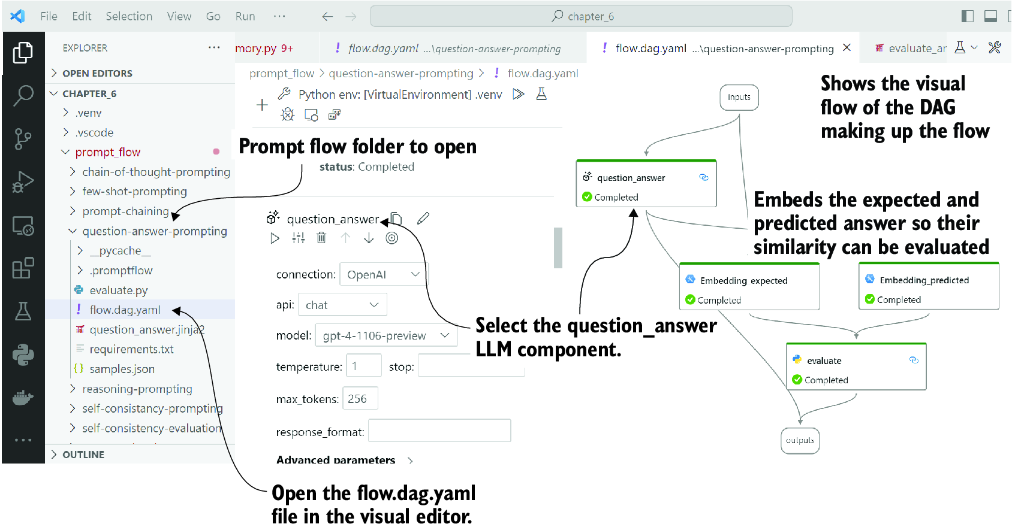 File Edit Selection View Go Run ··· ← → chapter_6
EXPLORER ···
OPEN EDITORS
CHAPTER_6
.venv
.vscode
prompt_flow
chain-of-thought-prompting
few-shot-prompting
prompt-chaining
question-answer-prompting
__pycache__
.promptflow
evaluate.py
! flow.dag.yaml
question_answer.jinja2
requirements.txt
{} samples.json
reasoning-prompting
self-consistancy-prompting
self-consistancy-evaluation
OUTLINE
mory.py 9+ ! flow.dag.yaml ...\question-answer-prompting ! flow.dag.yaml ...\question-answer-prompting ×
prompt_flow > question-answer-prompting > ! flow.dag.yaml
+ Python env: [VirtualEnvironment] .venv
Prompt flow folder to open
status: Completed
question_answer
connection: OpenAI
api: chat
model: gpt-4-1106-preview
temperature: 1 stop:
max_tokens: 256
response_format:
Advanced parameters >
Select the question_answer
LLM component.
Open the flow.dag.yaml
file in the visual editor.
inputs
Shows the visual
flow of the DAG
making up the flow
question_answer
Completed
Embeds the expected and
predicted answer so their
similarity can be evaluated
Embedding expected
Completed
Embedding_predicted
Completed
evaluate
Completed
outputs